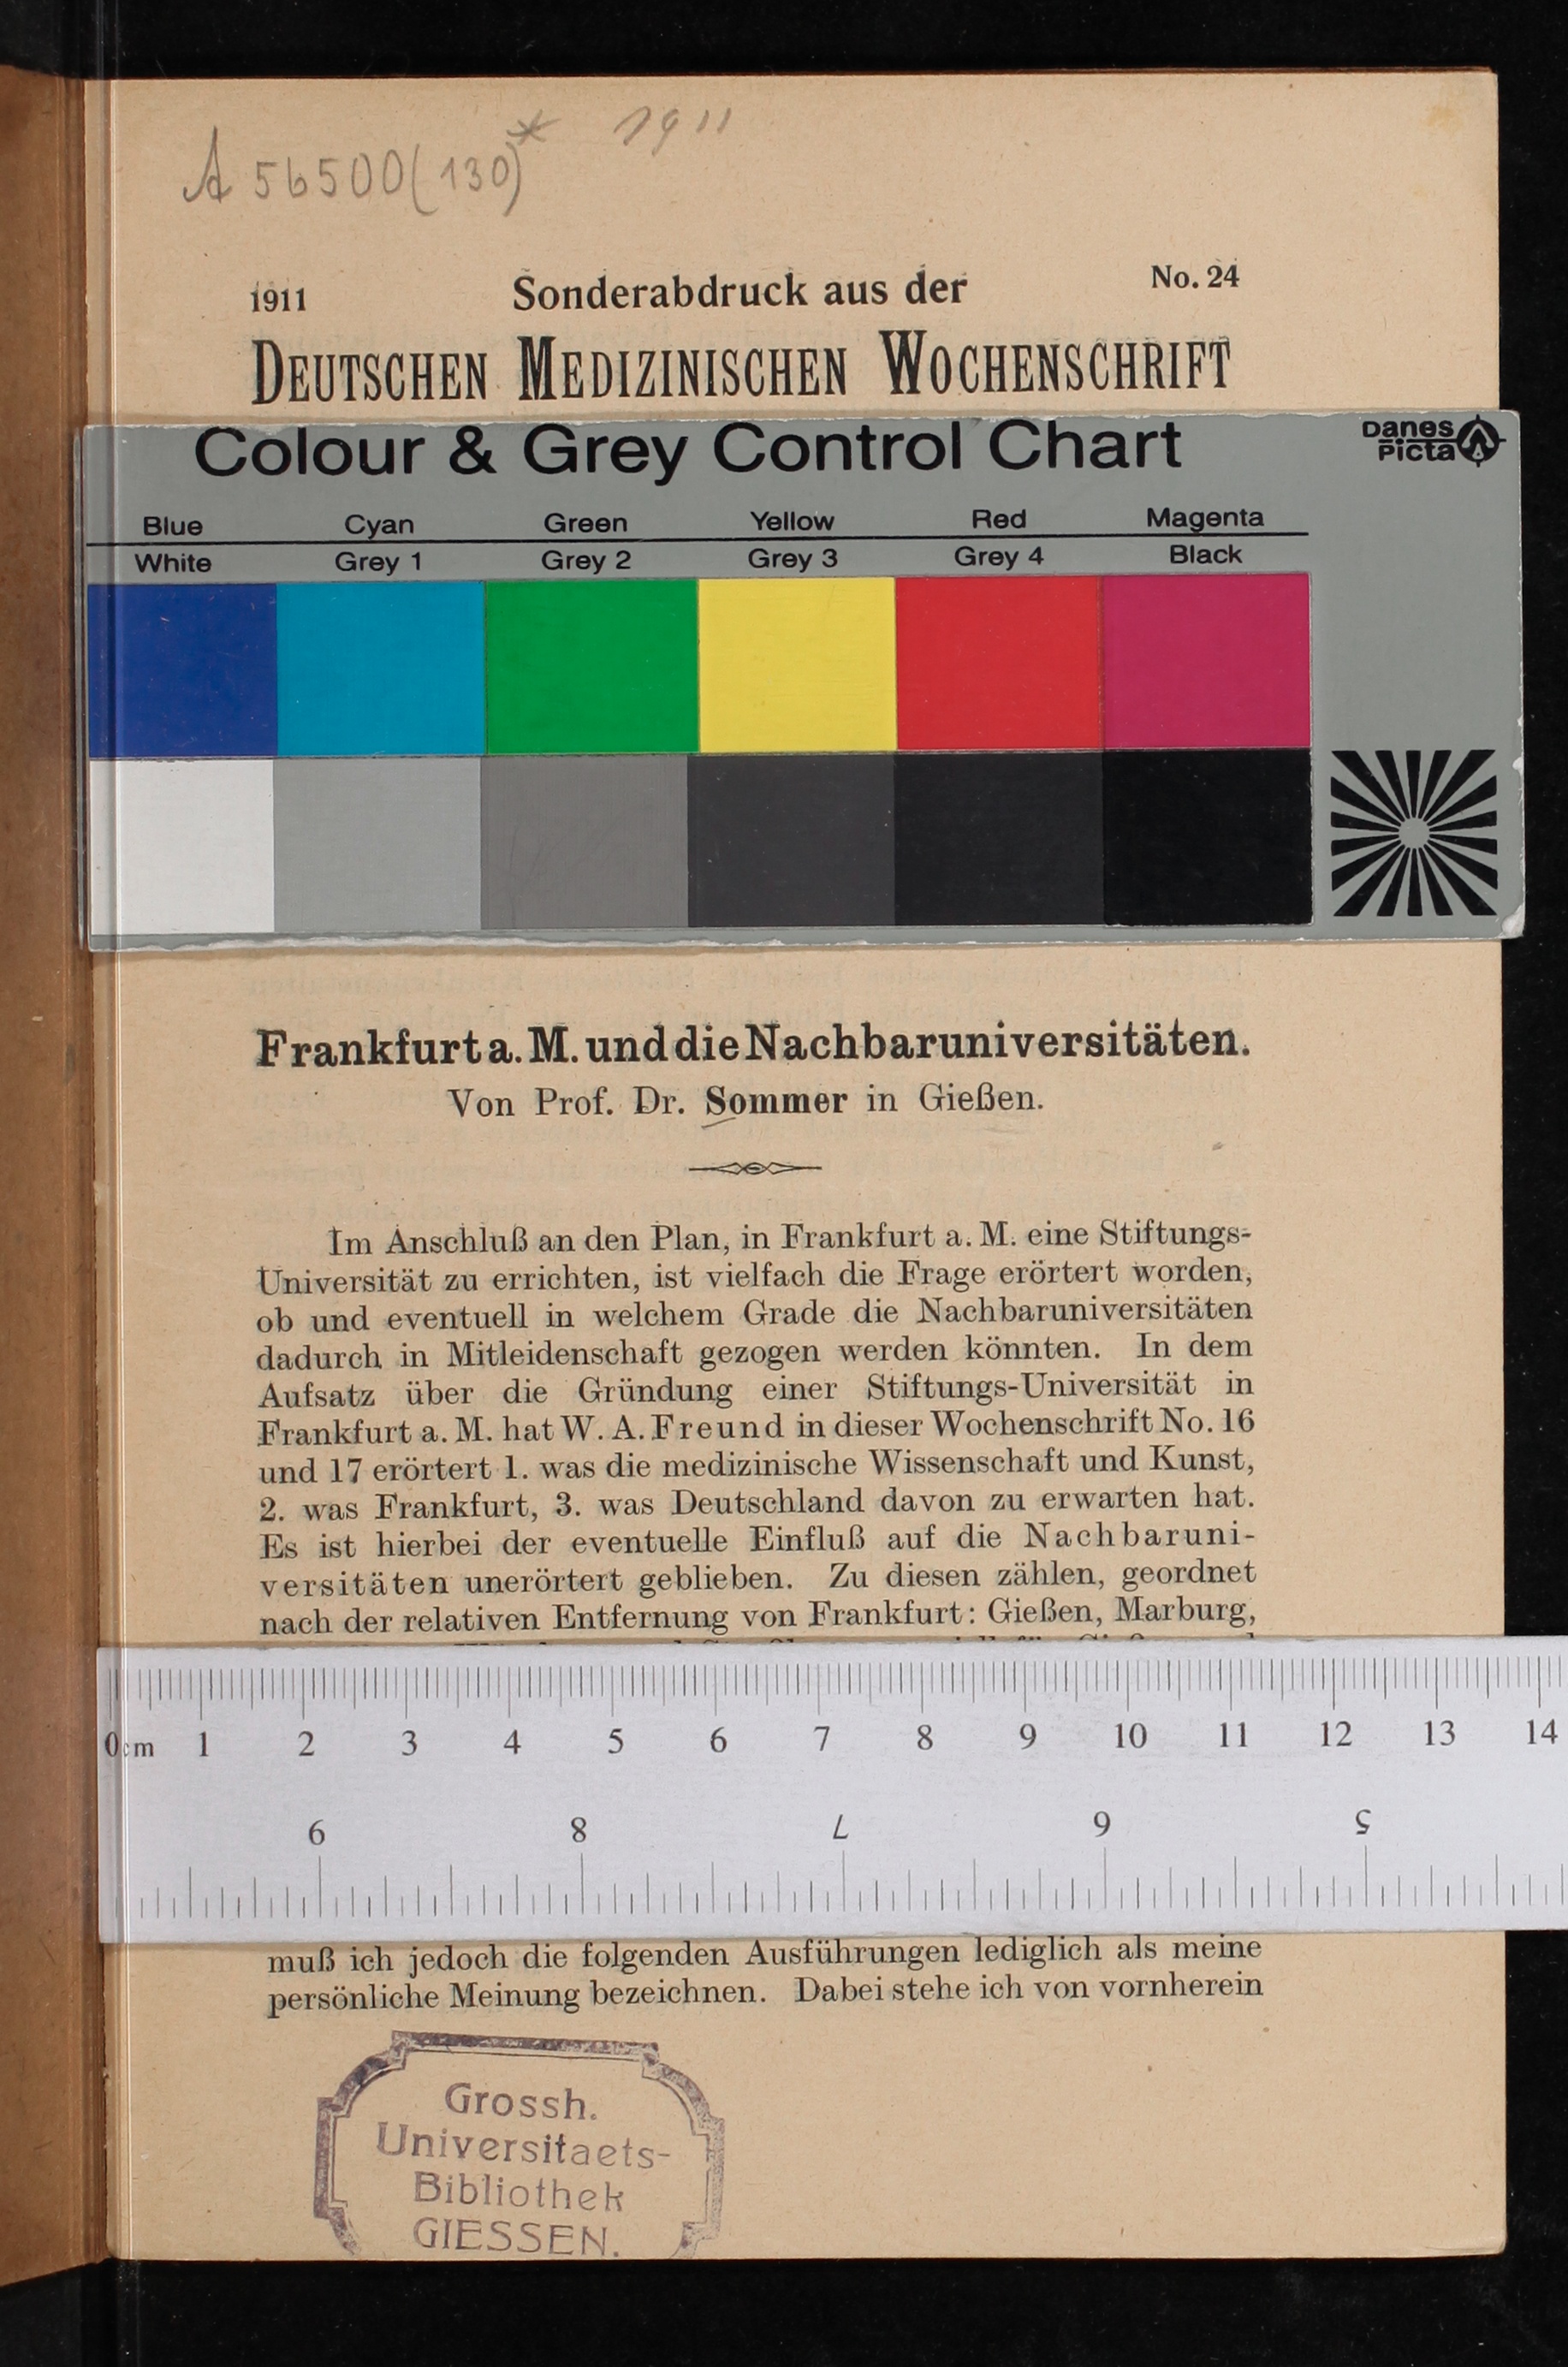 A 56500(130)* 1911
1911 Sonderabdruck aus der No. 24
DEUTSCHEN MEDIZINISCHEN WOCHENSCHRIFT
Colour & Grey Control Chart
Danes
Picta
Blue Cyan Green Yellow Red Magenta
White Grey 1 Grey 2 Grey 3 Grey 4 Black
Frankfurt a. M. und die Nachbaruniversitäten.
Von Prof. Dr. Sommer in Gießen.
Im Anschluß an den Plan, in Frankfurt a. M. eine Stiftungs-
Universität zu errichten, ist vielfach die Frage erörtert worden,
ob und eventuell in welchem Grade die Nachbaruniversitäten
dadurch in Mitleidenschaft gezogen werden könnten. In dem
Aufsatz über die Gründung einer Stiftungs-Universität in
Frankfurt a. M. hat W. A. Freund in dieser Wochenschrift No. 16
und 17 erörtert 1. was die medizinische Wissenschaft und Kunst,
2. was Frankfurt, 3. was Deutschland davon zu erwarten hat.
Es ist hierbei der eventuelle Einfluß auf die Nachbaruni-
versitäten unerörtert geblieben. Zu diesen zählen, geordnet
nach der relativen Entfernung von Frankfurt: Gießen, Marburg,
0 cm 1 2 3 4 5 6 7 8 9 10 11 12 13 14
9 8 7 6 5
muß ich jedoch die folgenden Ausführungen lediglich als meine
persönliche Meinung bezeichnen. Dabei stehe ich von vornherein
Grossh.
Universitaets-
Bibliothek
GIESSEN.